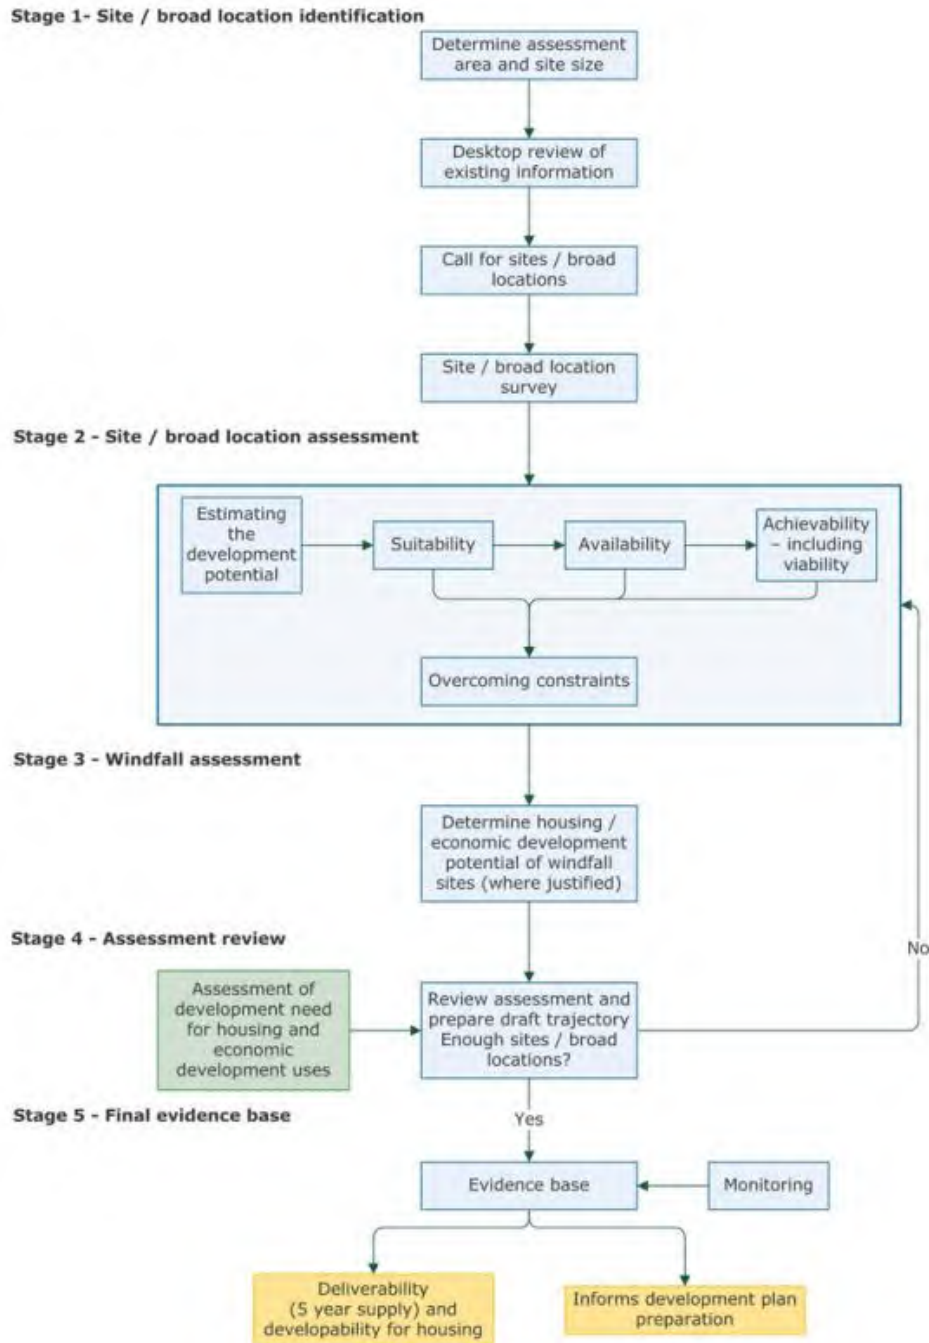 Stage 1- Site / broad location identification
Determine assessment
area and site size
Desktop review of
existing information
Call for sites / broad
locations
Site / broad location
survey
Stage 2 - Site / broad location assessment
Estimating
the
development
potential
Suitability
Availability
Achievability
– including
viability
Overcoming constraints
Stage 3 - Windfall assessment
Determine housing /
economic development
potential of windfall
sites (where justified)
Stage 4 - Assessment review
No
Assessment of
development need
for housing and
economic
development uses
Review assessment and
prepare draft trajectory
Enough sites / broad
locations?
Stage 5 - Final evidence base
Yes
Evidence base
Monitoring
Deliverability
(5 year supply) and
developability for housing
Informs development plan
preparation